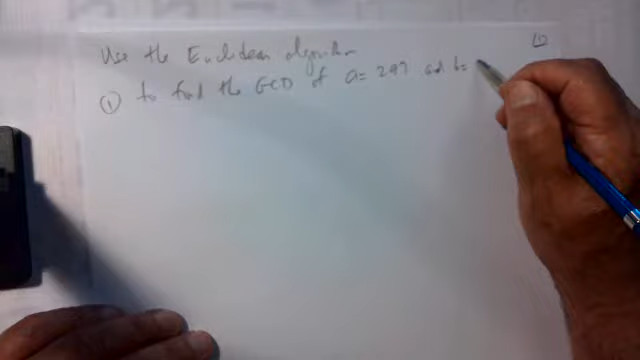 Use the Euclidean algorithm
① to find the GCD of a = 297 and b =